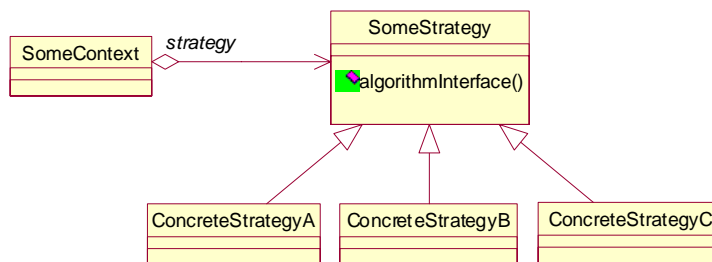 SomeContext
strategy
SomeStrategy
algorithmInterface()
ConcreteStrategyA
ConcreteStrategyB
ConcreteStrategyC